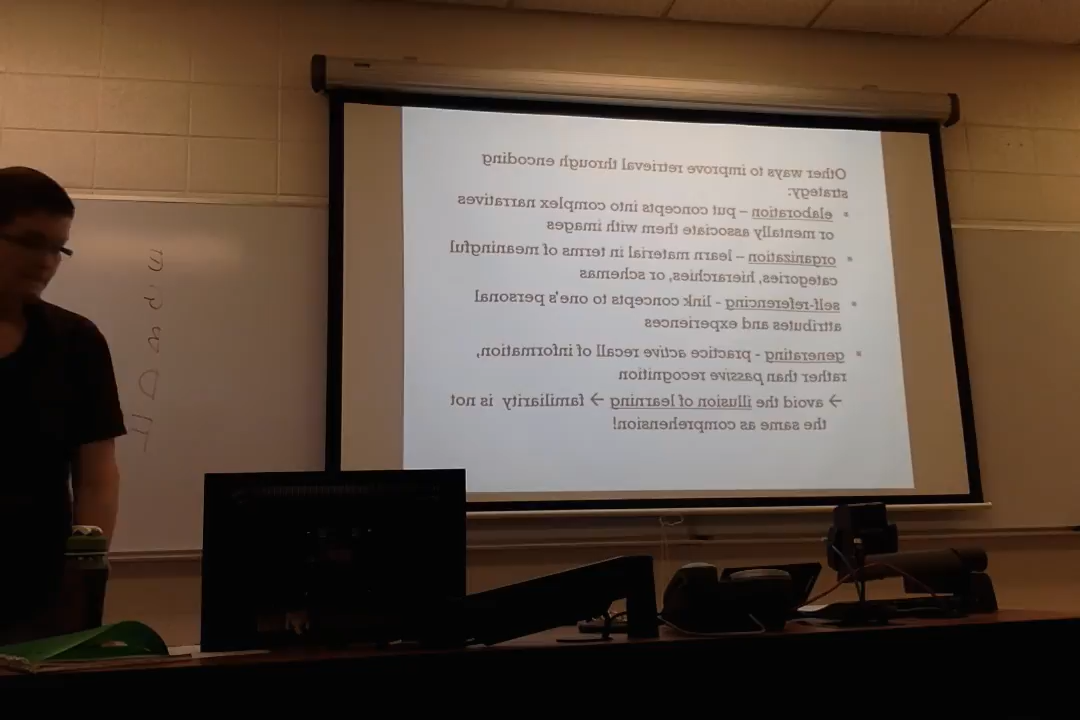 Other ways to improve retrieval through encoding
strategy:
▪ elaboration – put concepts into complex narratives
or mentally associate them with images
▪ organization – learn material in terms of meaningful
categories, hierarchies, or schemas
▪ self-referencing - link concepts to one's personal
attributes and experiences
▪ generating - practice active recall of information,
rather than passive recognition
→ avoid the illusion of learning → familiarity is not
the same as comprehension!